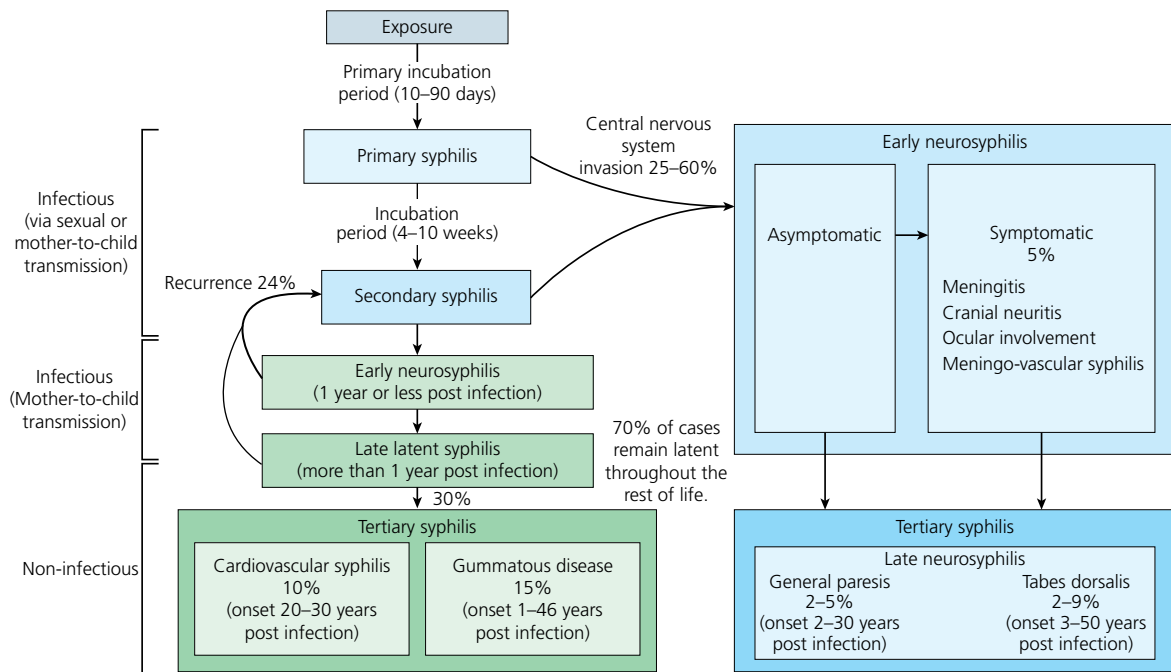 Exposure
Primary incubation
period (10–90 days)
Primary syphilis
Incubation
period (4–10 weeks)
Recurrence 24%
Secondary syphilis
Early neurosyphilis
(1 year or less post infection)
Late latent syphilis
(more than 1 year post infection)
30%
70% of cases
remain latent
throughout the
rest of life.
Tertiary syphilis
Cardiovascular syphilis
10%
(onset 20–30 years
post infection)
Gummatous disease
15%
(onset 1–46 years
post infection)
Infectious
(via sexual or
mother-to-child
transmission)
Infectious
(Mother-to-child
transmission)
Non-infectious
Central nervous
system
invasion 25–60%
Early neurosyphilis
Asymptomatic
Symptomatic
5%
Meningitis
Cranial neuritis
Ocular involvement
Meningo-vascular syphilis
Tertiary syphilis
Late neurosyphilis
General paresis
2–5%
(onset 2–30 years
post infection)
Tabes dorsalis
2–9%
(onset 3–50 years
post infection)